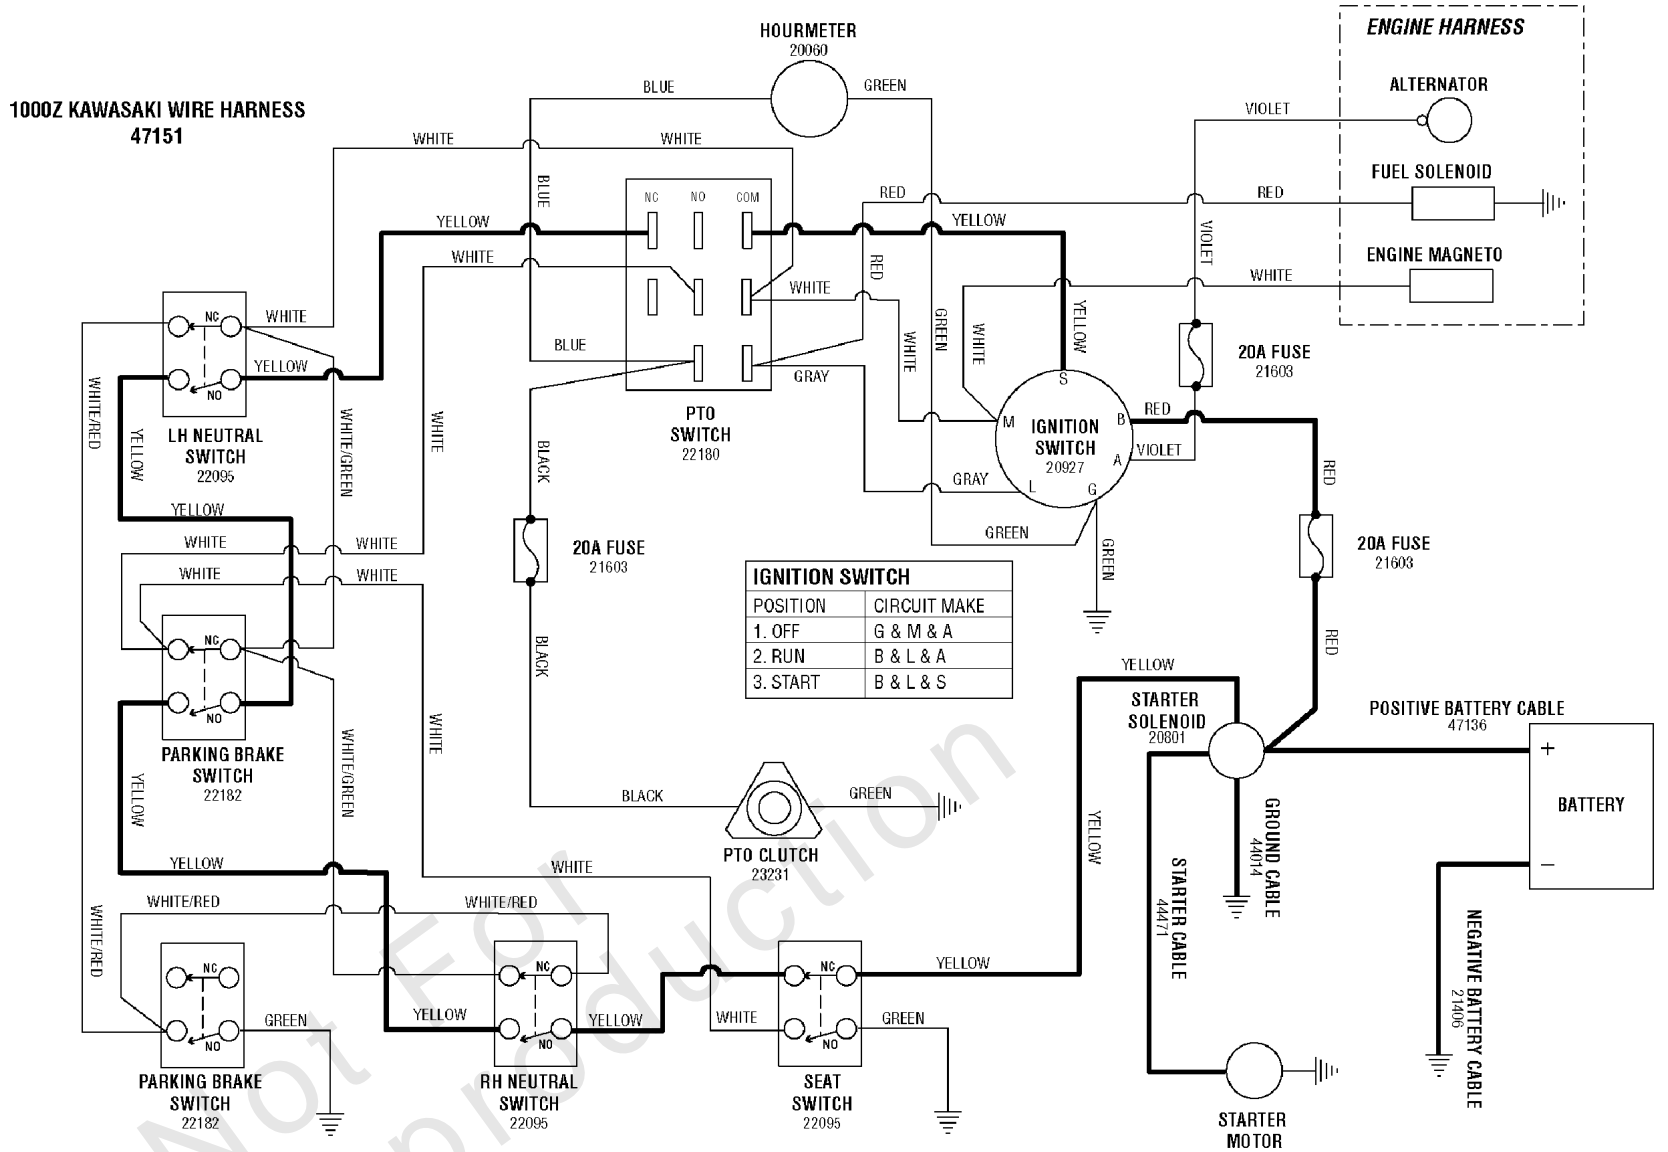 HOURMETER
20060
ENGINE HARNESS
1000Z KAWASAKI WIRE HARNESS
47151
BLUE
GREEN
ALTERNATOR
VIOLET
WHITE
WHITE
FUEL SOLENOID
BLUE
NC
NO
COM
RED
RED
YELLOW
YELLOW
VIOLET
WHITE
RED
ENGINE MAGNETO
WHITE
WHITE
NC
WHITE
YELLOW
GREEN
WHITE
WHITE
BLUE
20A FUSE
21603
YELLOW
GRAY
S
NO
WHITE/RED
YELLOW
WHITE/GREEN
WHITE
LH NEUTRAL
SWITCH
22095
PTO
SWITCH
22180
M
IGNITION
SWITCH
20927
B
RED
A
VIOLET
BLACK
GRAY
L
G
RED
YELLOW
WHITE
WHITE
GREEN
GREEN
20A FUSE
21603
20A FUSE
21603
WHITE
WHITE
IGNITION SWITCH
POSITION
CIRCUIT MAKE
1. OFF
G & M & A
2. RUN
B & L & A
3. START
B & L & S
NC
NO
BLACK
RED
YELLOW
PARKING BRAKE
SWITCH
22182
WHITE
WHITE/GREEN
YELLOW
STARTER
SOLENOID
20801
POSITIVE BATTERY CABLE
47136
+
BATTERY
−
BLACK
GREEN
PTO CLUTCH
23231
YELLOW
GROUND CABLE
44014
STARTER CABLE
44471
NEGATIVE BATTERY CABLE
21406
YELLOW
WHITE
WHITE/RED
WHITE/RED
WHITE/RED
NC
NO
GREEN
PARKING BRAKE
SWITCH
22182
YELLOW
NC
NO
YELLOW
RH NEUTRAL
SWITCH
22095
WHITE
NC
NO
YELLOW
GREEN
SEAT
SWITCH
22095
STARTER
MOTOR
Not For
production